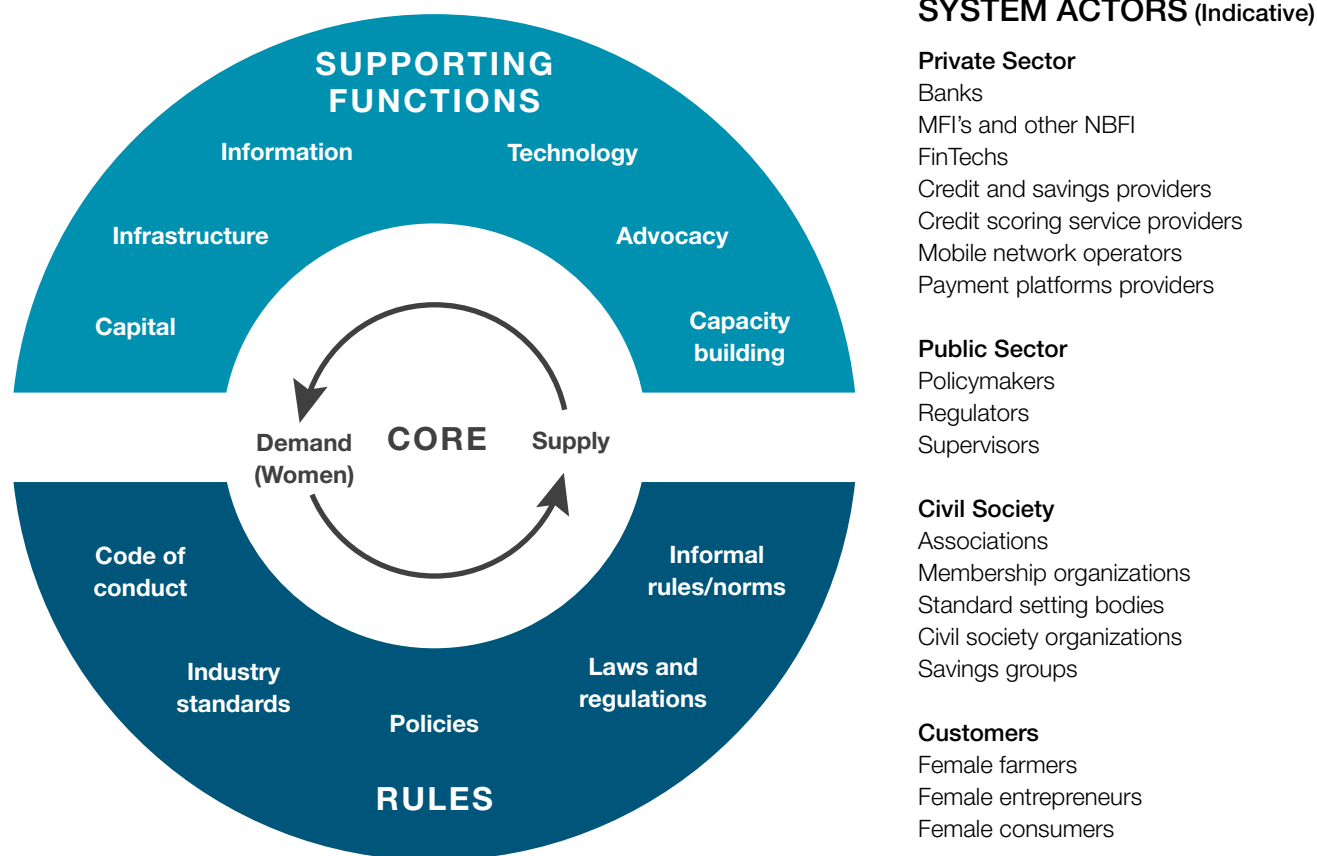 SUPPORTING
FUNCTIONS
Information
Technology
Infrastructure
Advocacy
Capital
Capacity
building
Demand
(Women)
CORE
Supply
Code of
conduct
Informal
rules/norms
Industry
standards
Laws and
regulations
Policies
RULES
SYSTEM ACTORS (Indicative)
Private Sector
Banks
MFI's and other NBFI
FinTechs
Credit and savings providers
Credit scoring service providers
Mobile network operators
Payment platforms providers
Public Sector
Policymakers
Regulators
Supervisors
Civil Society
Associations
Membership organizations
Standard setting bodies
Civil society organizations
Savings groups
Customers
Female farmers
Female entrepreneurs
Female consumers